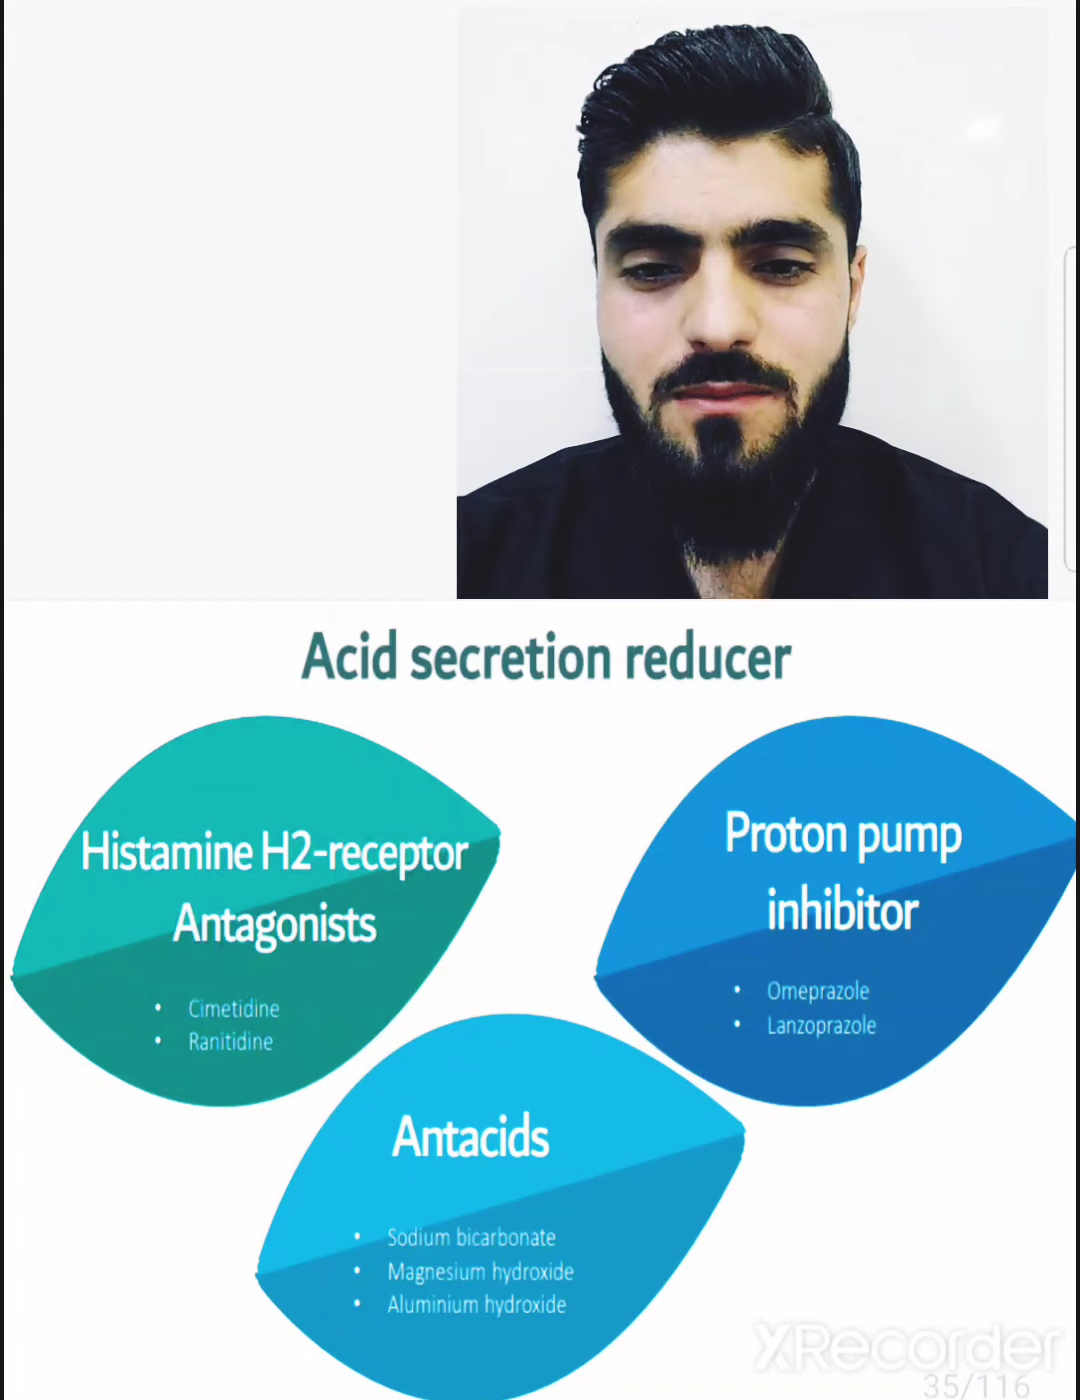 Acid secretion reducer
Histamine H2-receptor
Antagonists
• Cimetidine
• Ranitidine
Proton pump
inhibitor
• Omeprazole
• Lanzoprazole
Antacids
• Sodium bicarbonate
• Magnesium hydroxide
• Aluminium hydroxide
XRecorder
35/116